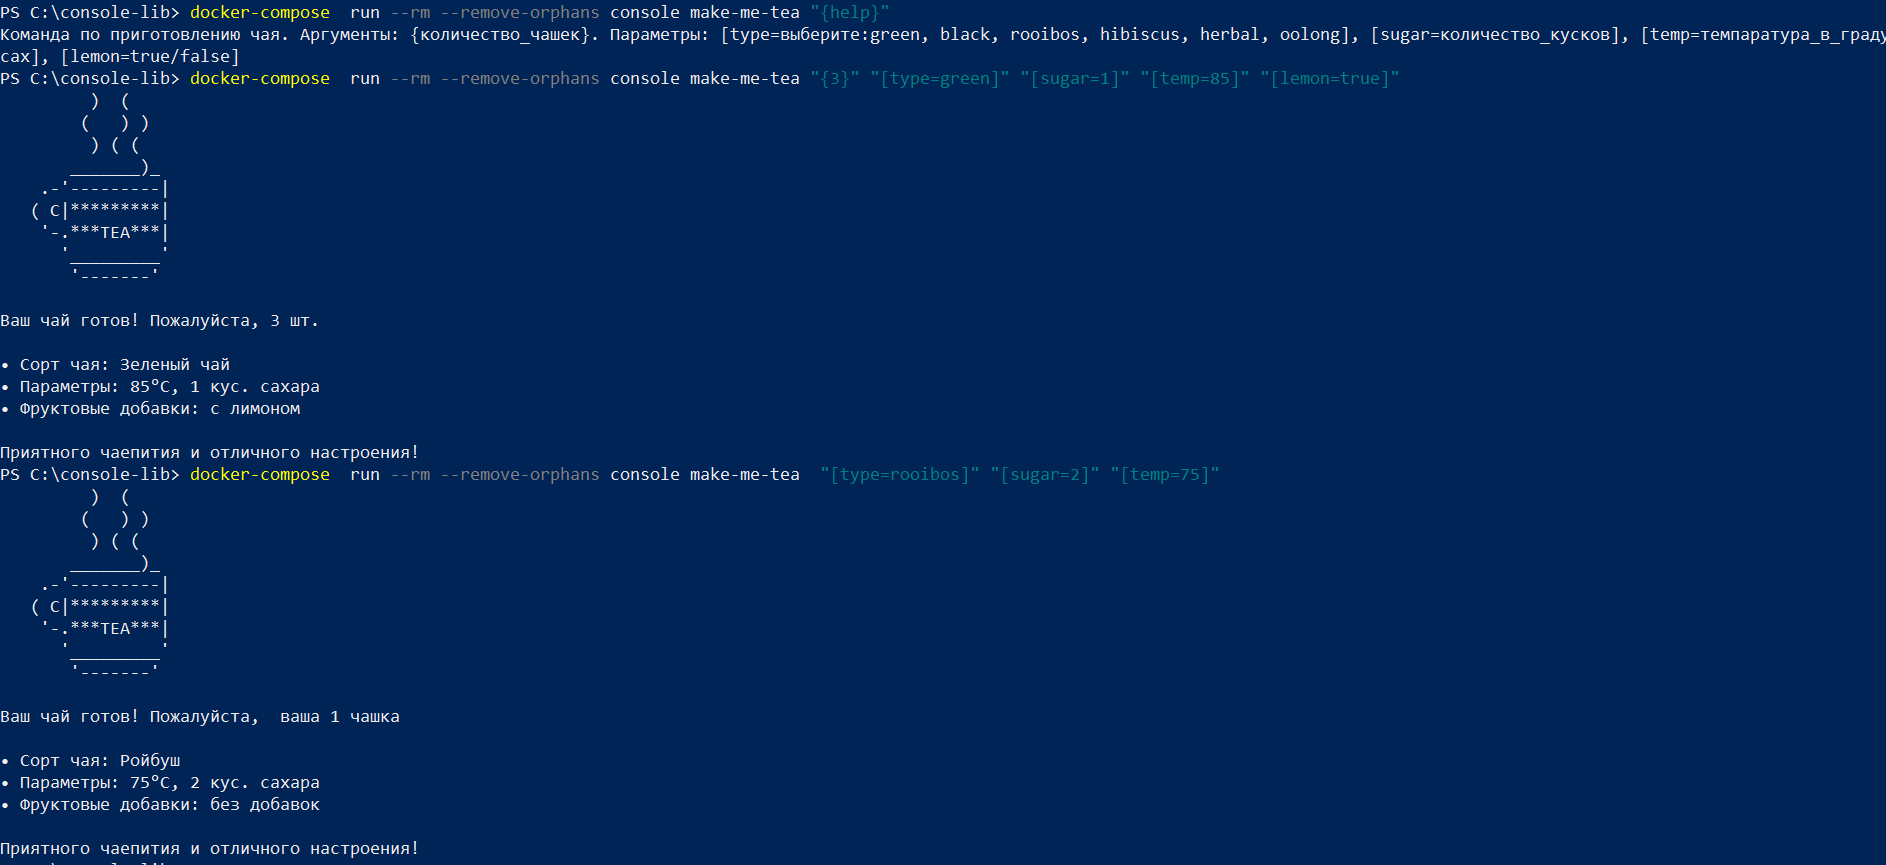 PS C:\console-lib> docker-compose  run --rm --remove-orphans console make-me-tea "{help}"
Команда по приготовлению чая. Аргументы: {количество_чашек}. Параметры: [type=выберите:green, black, rooibos, hibiscus, herbal, oolong], [sugar=количество_кусков], [temp=темпаратура_в_граду
сах], [lemon=true/false]
PS C:\console-lib> docker-compose  run --rm --remove-orphans console make-me-tea "{3}" "[type=green]" "[sugar=1]" "[temp=85]" "[lemon=true]"
         )  (
        (   ) )
         ) ( (
       _______)_
    .-'---------|
   ( C|*********|
    '-.***TEA***|
      '_________'
       '-------'
Ваш чай готов! Пожалуйста, 3 шт.
• Сорт чая: Зеленый чай
• Параметры: 85°C, 1 кус. сахара
• Фруктовые добавки: с лимоном
Приятного чаепития и отличного настроения!
PS C:\console-lib> docker-compose  run --rm --remove-orphans console make-me-tea  "[type=rooibos]" "[sugar=2]" "[temp=75]"
         )  (
        (   ) )
         ) ( (
       _______)_
    .-'---------|
   ( C|*********|
    '-.***TEA***|
      '_________'
       '-------'
Ваш чай готов! Пожалуйста,  ваша 1 чашка
• Сорт чая: Ройбуш
• Параметры: 75°C, 2 кус. сахара
• Фруктовые добавки: без добавок
Приятного чаепития и отличного настроения!